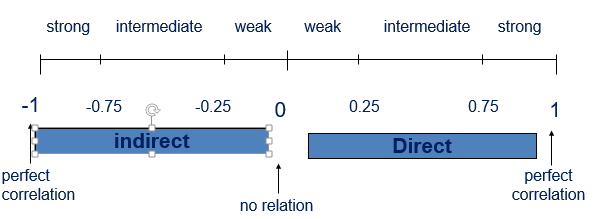 strong intermediate weak weak intermediate strong
-1 -0.75 -0.25 0 0.25 0.75 1
indirect Direct
perfect correlation
no relation
perfect correlation